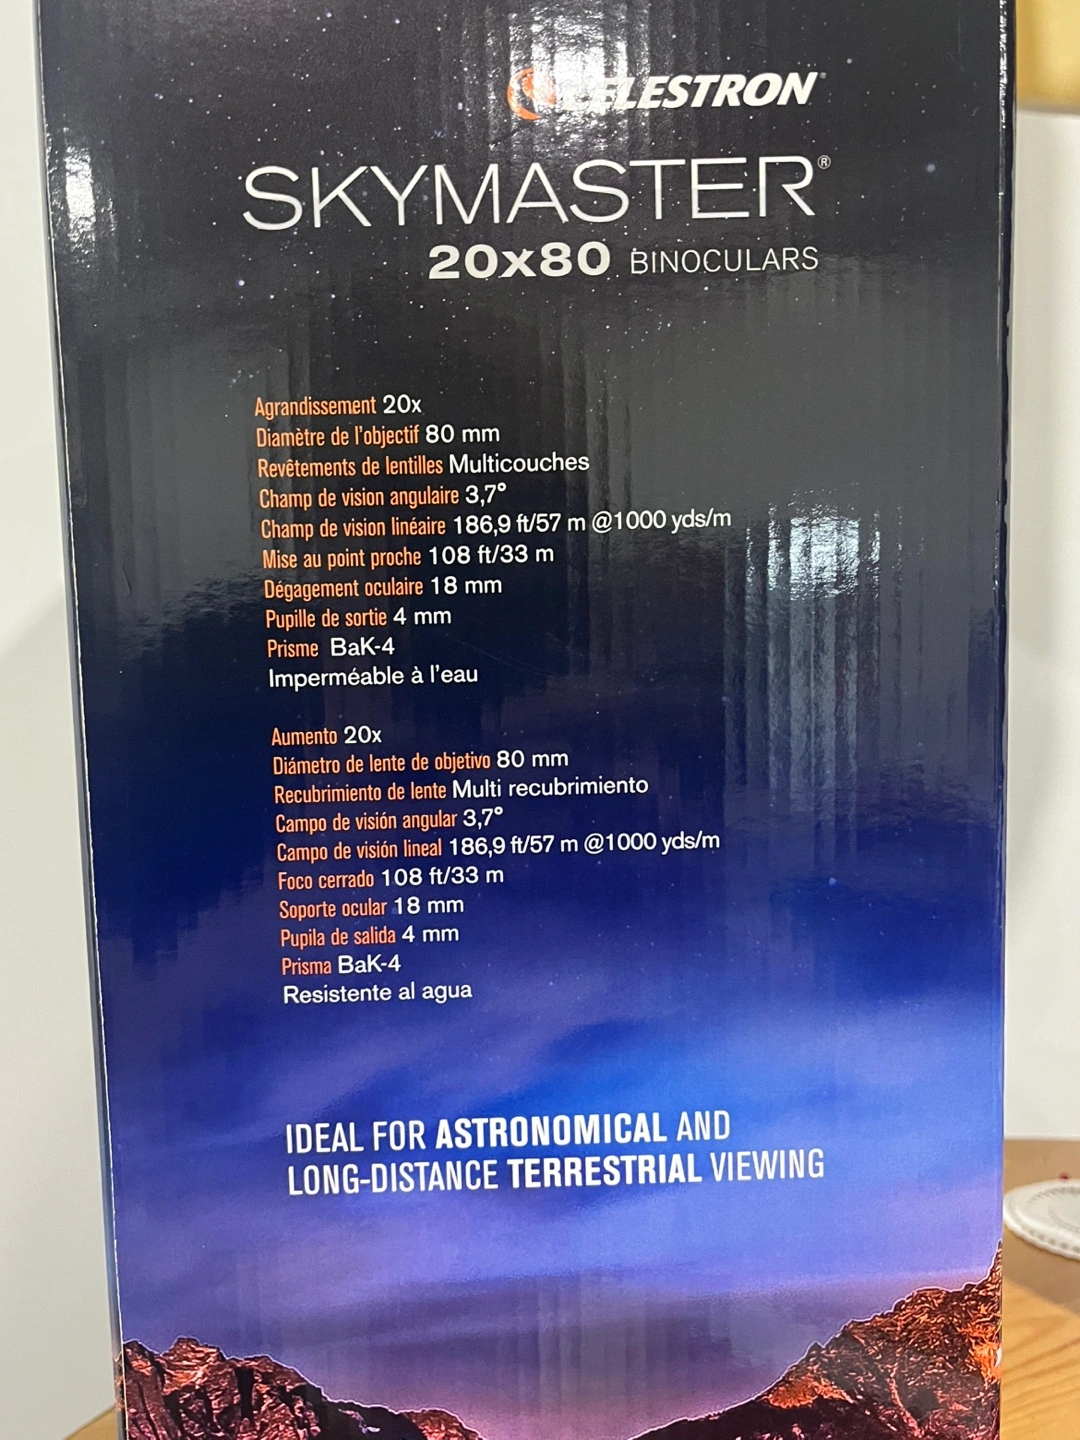 CELESTRON
SKYMASTER®
20x80 BINOCULARS
Agrandissement 20x
Diamètre de l'objectif 80 mm
Revêtements de lentilles Multicouches
Champ de vision angulaire 3,7°
Champ de vision linéaire 186,9 ft/57 m @1000 yds/m
Mise au point proche 108 ft/33 m
Dégagement oculaire 18 mm
Pupille de sortie 4 mm
Prisme BaK-4
Imperméable à l'eau
Aumento 20x
Diámetro de lente de objetivo 80 mm
Recubrimiento de lente Multi recubrimiento
Campo de visión angular 3,7°
Campo de visión lineal 186,9 ft/57 m @1000 yds/m
Foco cerrado 108 ft/33 m
Soporte ocular 18 mm
Pupila de salida 4 mm
Prisma BaK-4
Resistente al agua
IDEAL FOR ASTRONOMICAL AND
LONG-DISTANCE TERRESTRIAL VIEWING